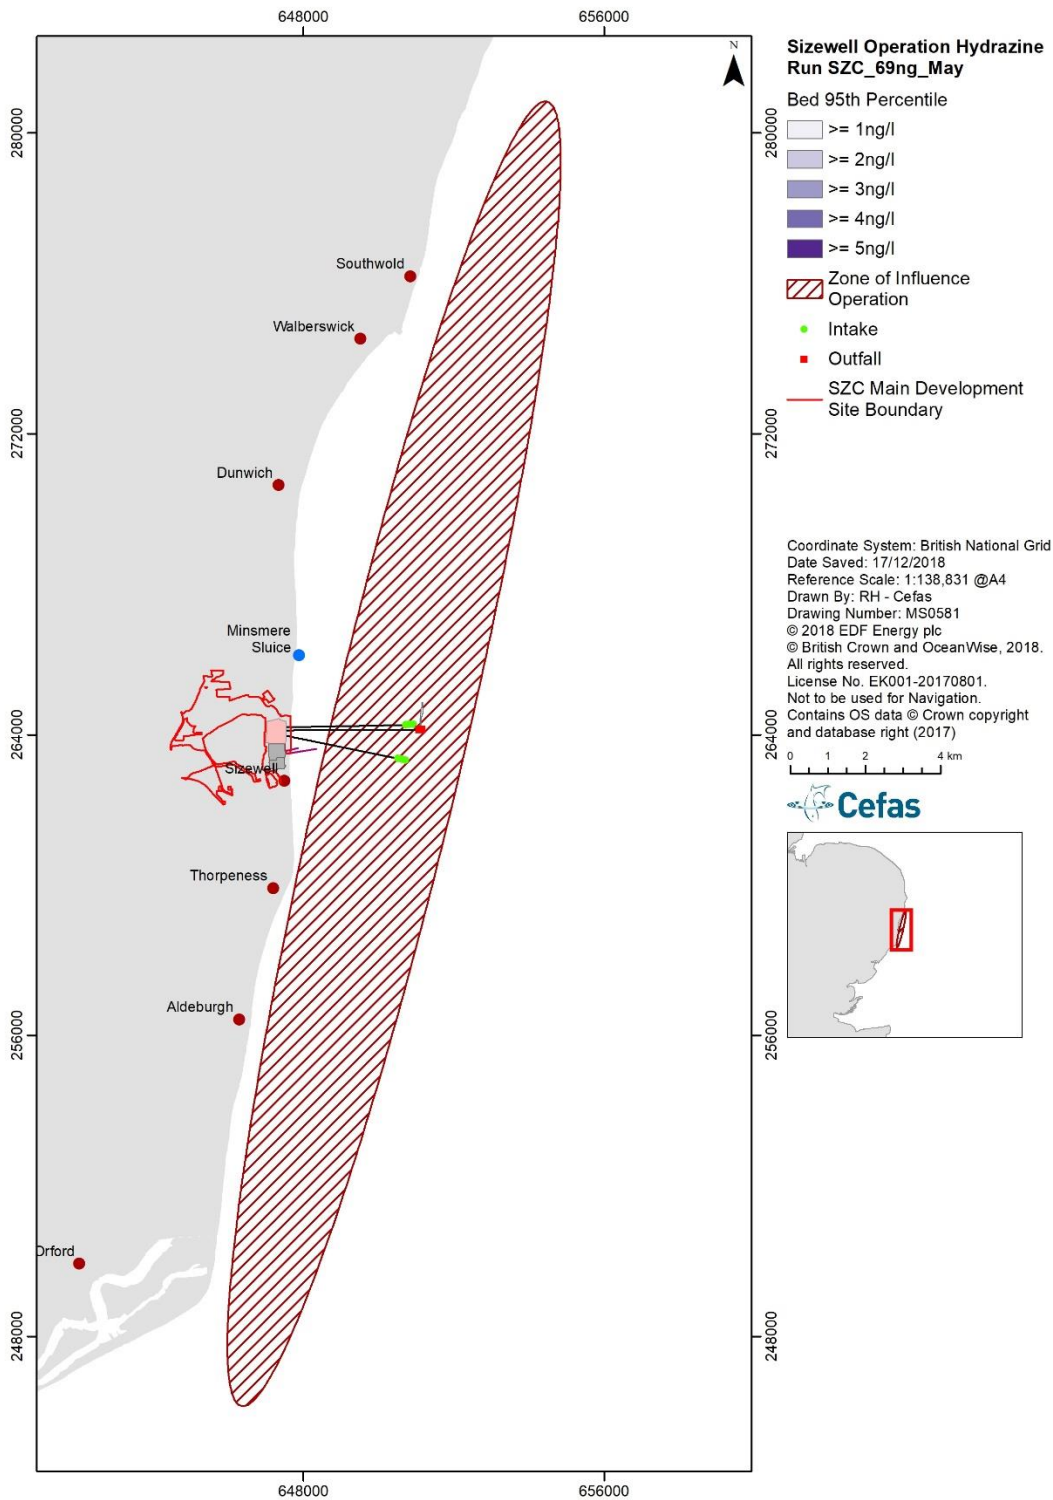 648000
656000
N
280000
280000
Southwold
Walberswick
272000
272000
Dunwich
Minsmere
Sluice
264000
264000
Sizewell
Thorpeness
Aldeburgh
256000
256000
Orford
248000
248000
648000
656000
Sizewell Operation Hydrazine
Run SZC_69ng_May
Bed 95th Percentile
>= 1ng/l
>= 2ng/l
>= 3ng/l
>= 4ng/l
>= 5ng/l
Zone of Influence
Operation
Intake
Outfall
SZC Main Development
Site Boundary
Coordinate System: British National Grid
Date Saved: 17/12/2018
Reference Scale: 1:138,831 @A4
Drawn By: RH - Cefas
Drawing Number: MS0581
© 2018 EDF Energy plc
© British Crown and OceanWise, 2018.
All rights reserved.
License No. EK001-20170801.
Not to be used for Navigation.
Contains OS data © Crown copyright
and database right (2017)
0 1 2 4 km
Cefas